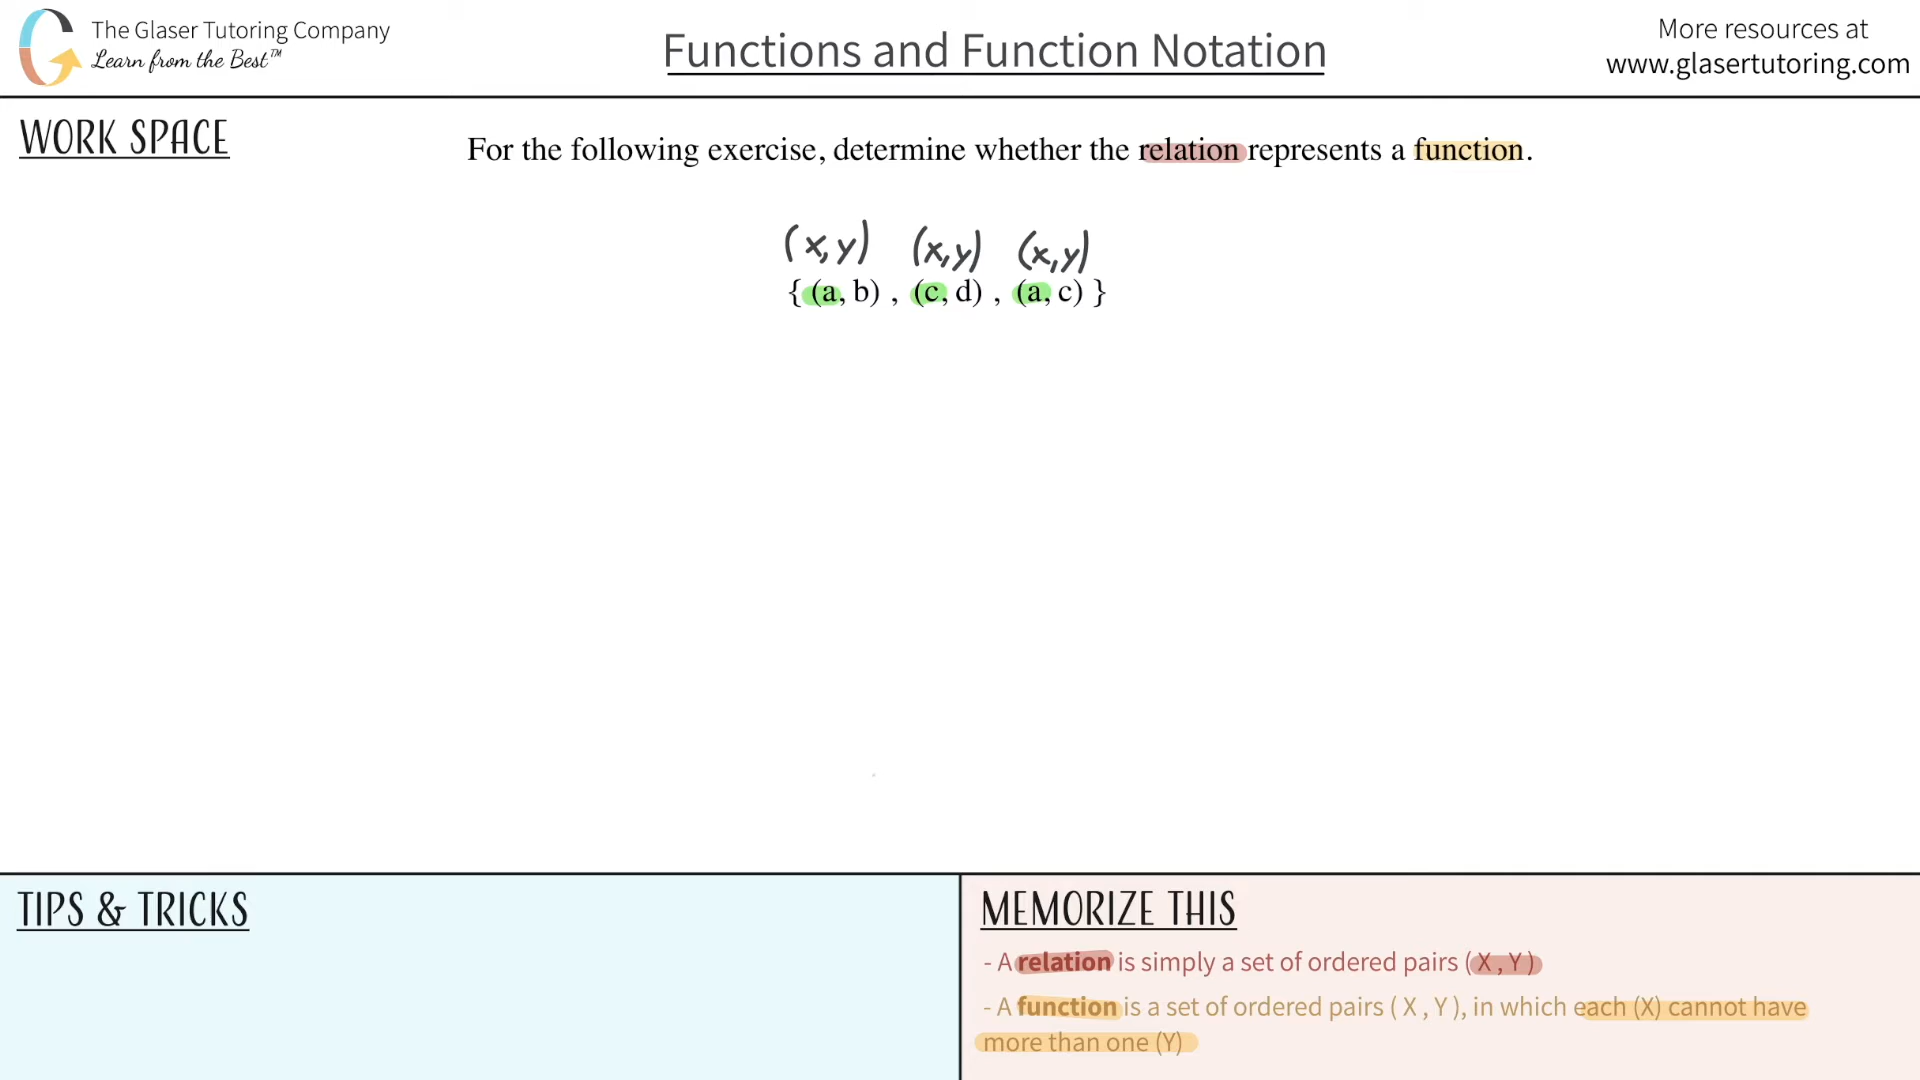 The Glaser Tutoring Company
Learn from the Best™
Functions and Function Notation
More resources at
www.glasertutoring.com
WORK SPACE
For the following exercise, determine whether the relation represents a function.
(x,y) (x,y) (x,y)
{ (a, b) , (c, d) , (a, c) }
TIPS & TRICKS
MEMORIZE THIS
- A relation is simply a set of ordered pairs ( X , Y )
- A function is a set of ordered pairs ( X , Y ), in which each (X) cannot have
more than one (Y)